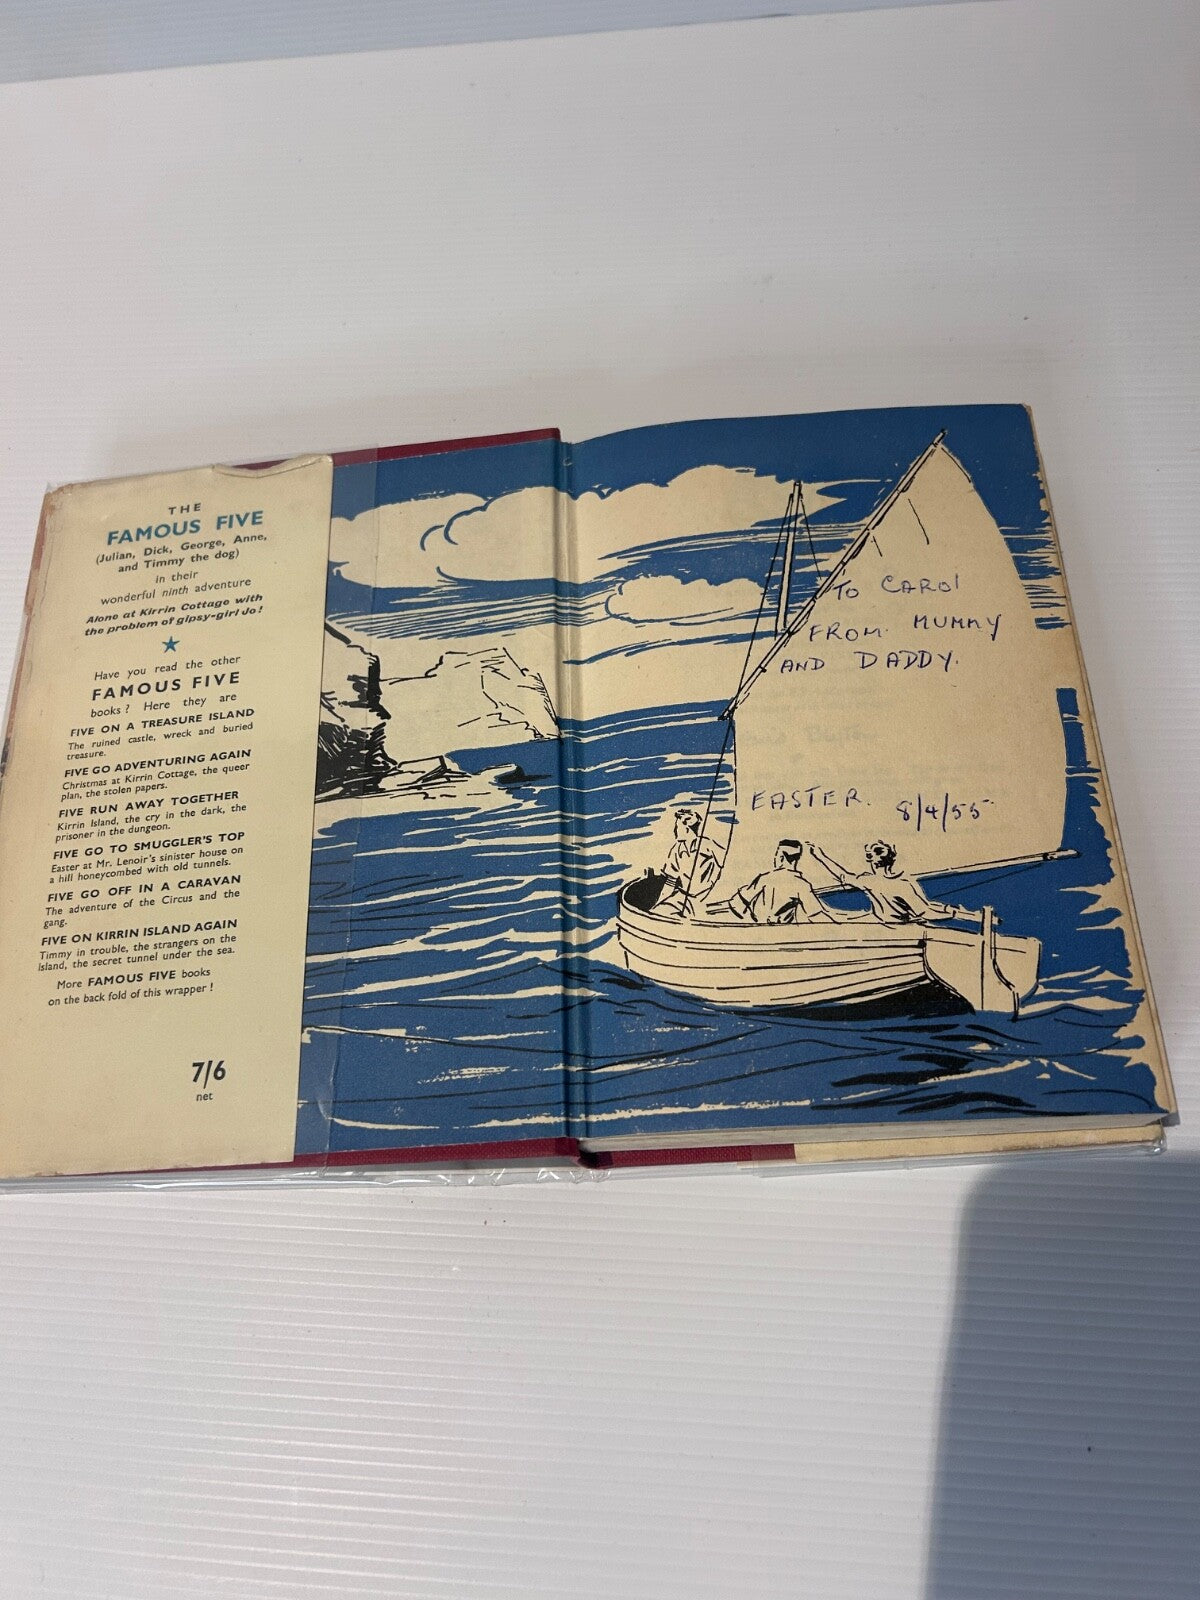 THE
FAMOUS FIVE
(Julian, Dick, George, Anne,
and Timmy the dog)
in their
wonderful ninth adventure
Alone at Kirrin Cottage with
the problem of gipsy-girl Jo!
Have you read the other
FAMOUS FIVE
books? Here they are
FIVE ON A TREASURE ISLAND
The ruined castle, wreck and buried
treasure.
FIVE GO ADVENTURING AGAIN
Christmas at Kirrin Cottage, the queer
plan, the stolen papers.
FIVE RUN AWAY TOGETHER
Kirrin Island, the cry in the dark, the
prisoner in the dungeon.
FIVE GO TO SMUGGLER'S TOP
Easter at Mr. Lenoir's sinister house on
a hill honeycombed with old tunnels.
FIVE GO OFF IN A CARAVAN
The adventure of the Circus and the
gang.
FIVE ON KIRRIN ISLAND AGAIN
Timmy in trouble, the strangers on the
Island, the secret tunnel under the sea.
More FAMOUS FIVE books
on the back fold of this wrapper!
7/6
net
TO CAROl
FROM. MUMMY
AND DADDY.
EASTER. 8/4/55.